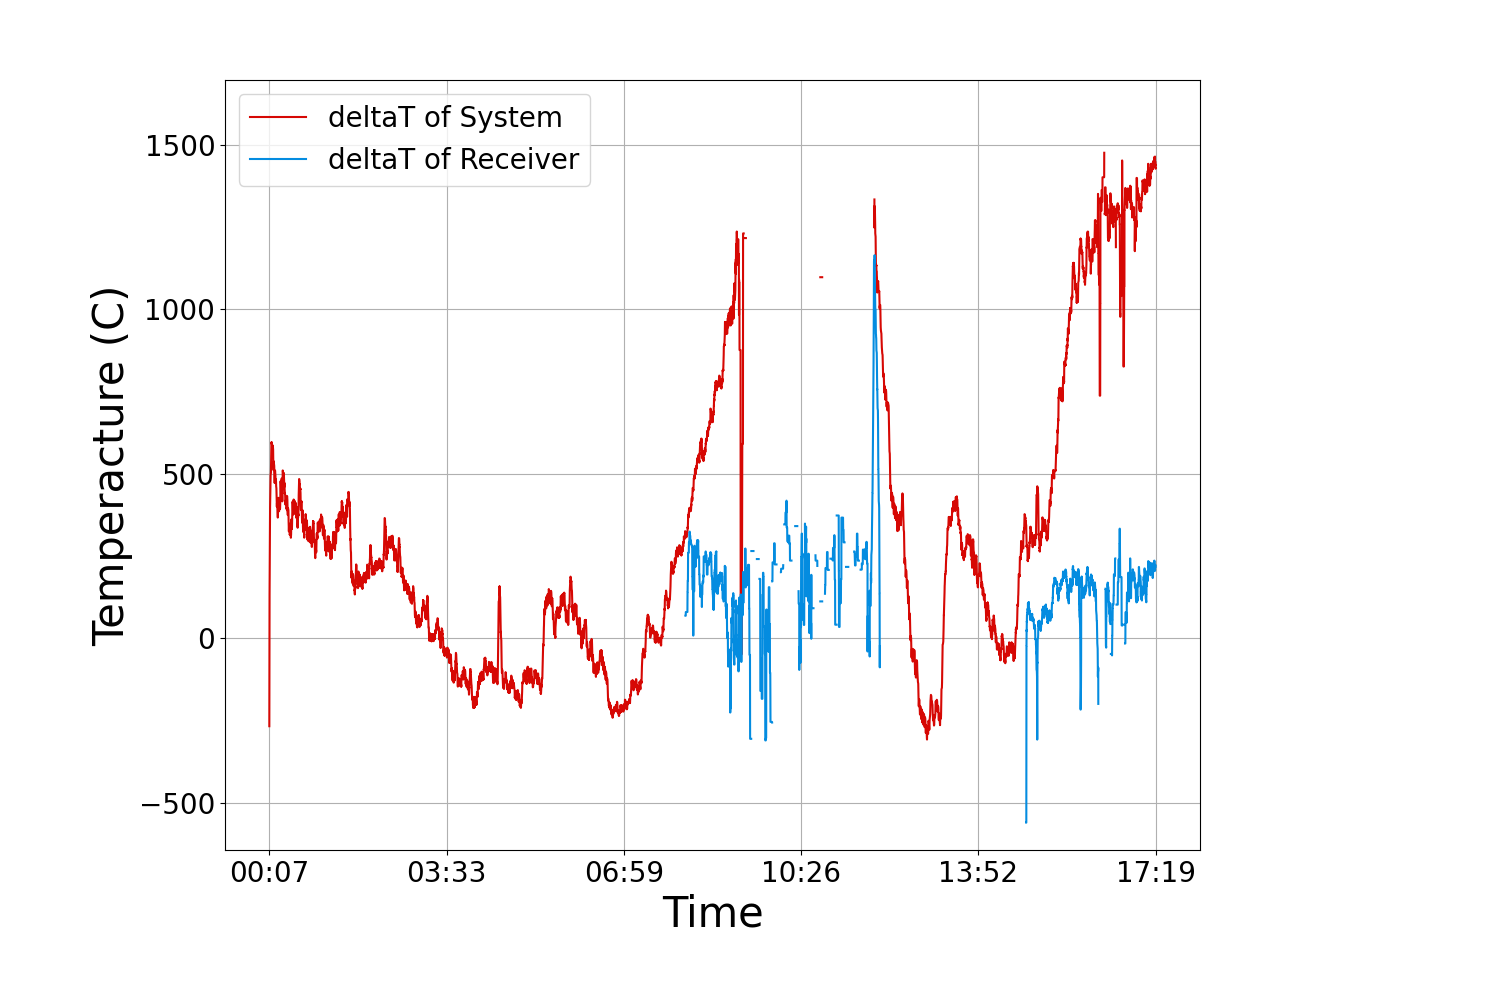 deltaT of System
deltaT of Receiver
1500
1000
500
0
−500
Temperacture (C)
00:07 03:33 06:59 10:26 13:52 17:19
Time